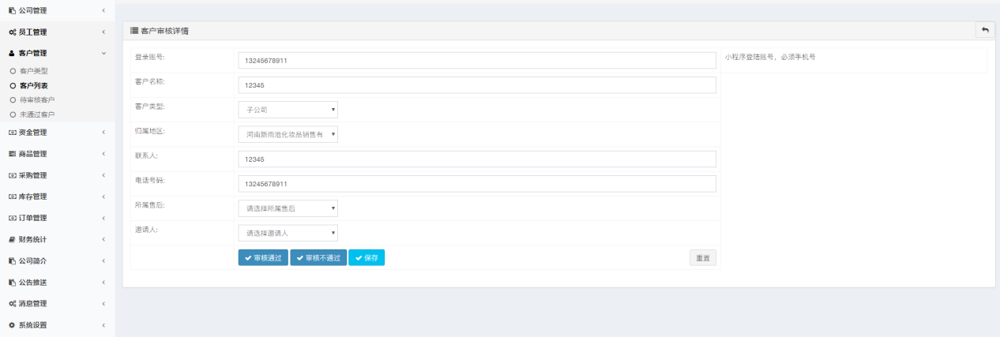 公司管理
员工管理
客户管理
客户类型
客户列表
待审核客户
未通过客户
资金管理
商品管理
采购管理
库存管理
订单管理
财务统计
公司简介
公告推送
消息管理
系统设置
客户审核详情
登录账号: 13245678911 小程序登陆账号，必须手机号
客户名称: 12345
客户类型: 子公司
归属地区: 河南新雨池化妆品销售有
联系人: 12345
电话号码: 13245678911
所属售后: 请选择所属售后
邀请人: 请选择邀请人
审核通过 审核不通过 保存 重置